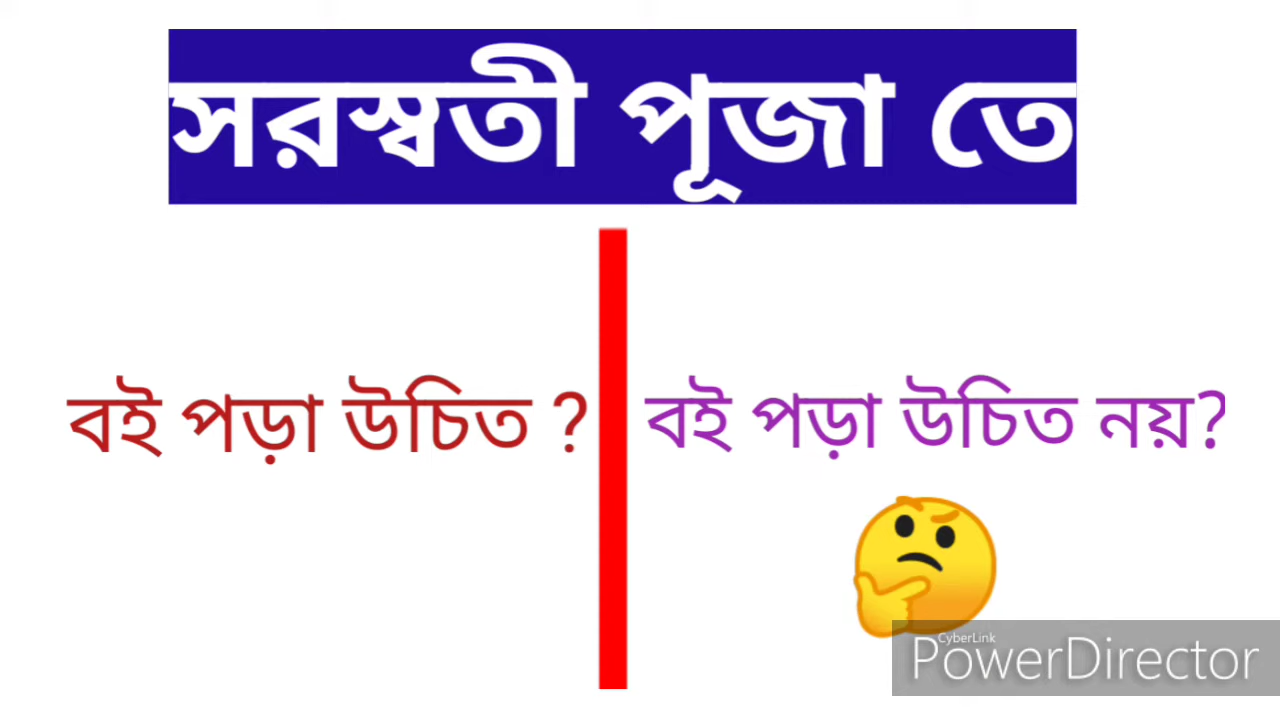 সরস্বতী পূজা তে
বই পড়া উচিত ?
বই পড়া উচিত নয়?
CyberLink
PowerDirector